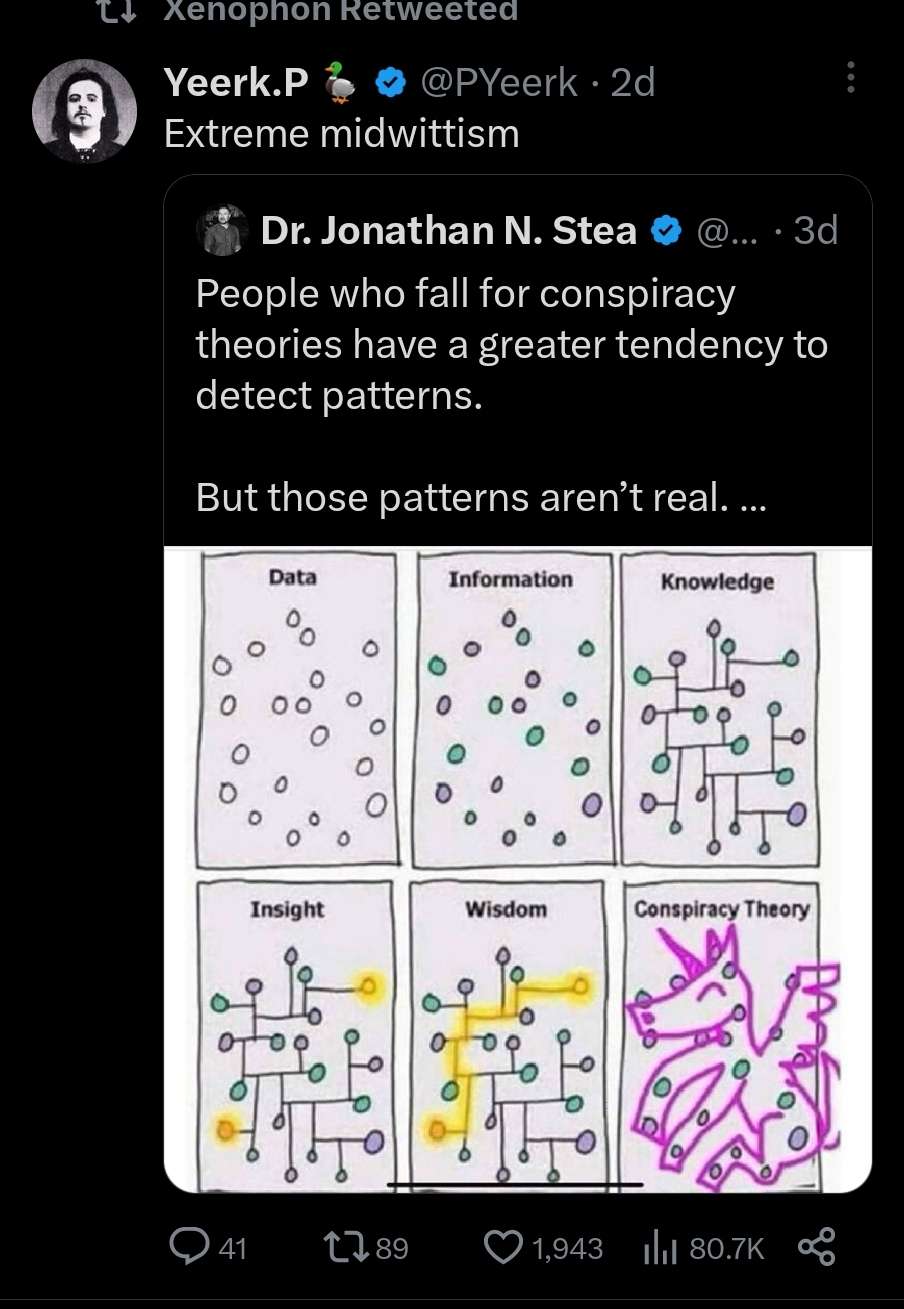 Xenophon Retweeted
Yeerk.P 🦆 @PYeerk · 2d
Extreme midwittism
Dr. Jonathan N. Stea @... · 3d
People who fall for conspiracy
theories have a greater tendency to
detect patterns.
But those patterns aren’t real. ...
Data
Information
Knowledge
Insight
Wisdom
Conspiracy Theory
41
89
1,943
80.7K